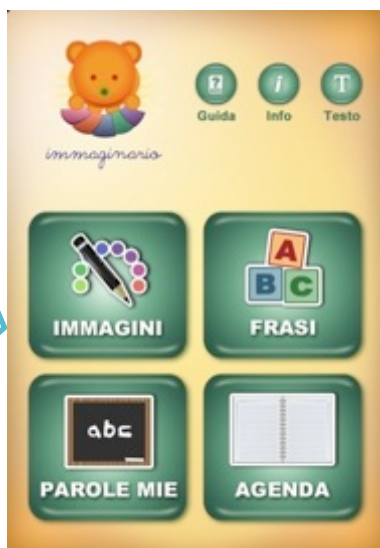 ?
i
T
Guida
Info
Testo
immaginario
A
B
C
IMMAGINI
FRASI
abc
PAROLE MIE
AGENDA